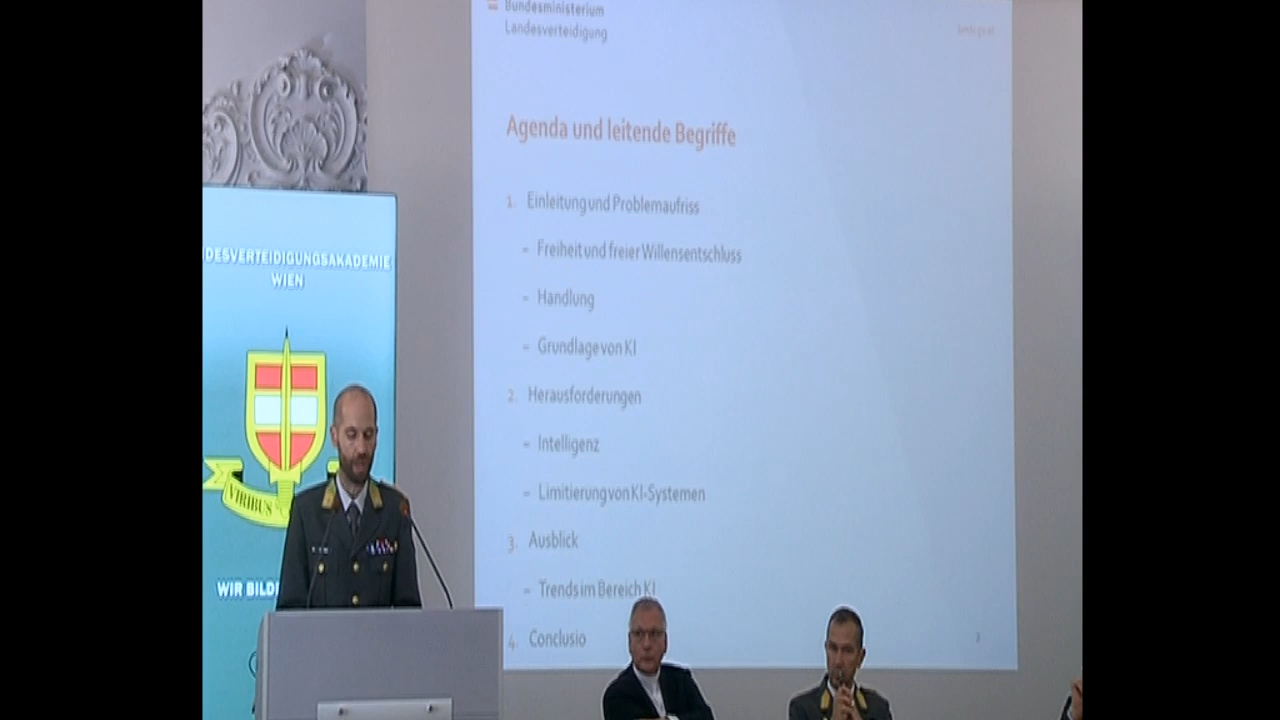 Bundesministerium
Landesverteidigung
Agenda und leitende Begriffe
1. Einleitung und Problemaufriss
- Freiheit und freier Willensentschluss
- Handlung
- Grundlage von KI
2. Herausforderungen
- Intelligenz
- Limitierung von KI-Systemen
3. Ausblick
- Trends im Bereich KI
4. Conclusio
3
DESVERTEIDIGUNGSAKADEMIE
WIEN
VIRIBUS
WIR BILD